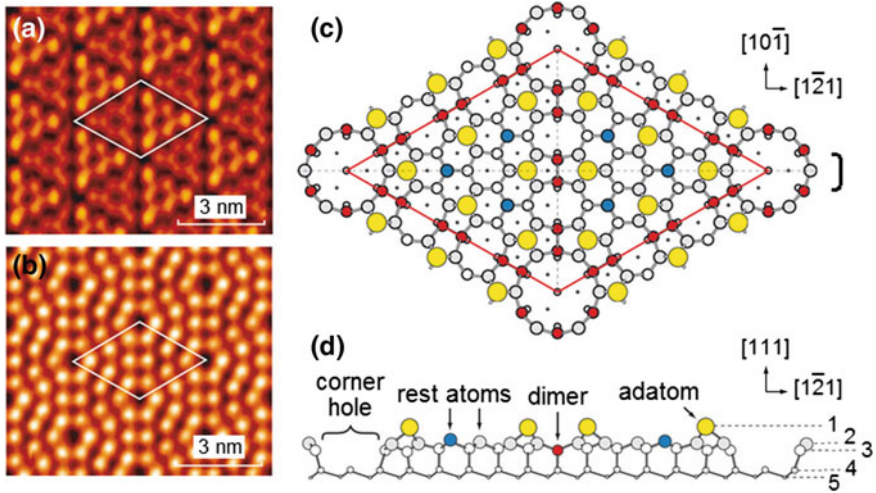 (a)
3 nm
(b)
3 nm
(c)
[101̄]
[12̄1]
(d)
[111]
[12̄1]
corner
hole
rest atoms
dimer
adatom
1
2
3
4
5